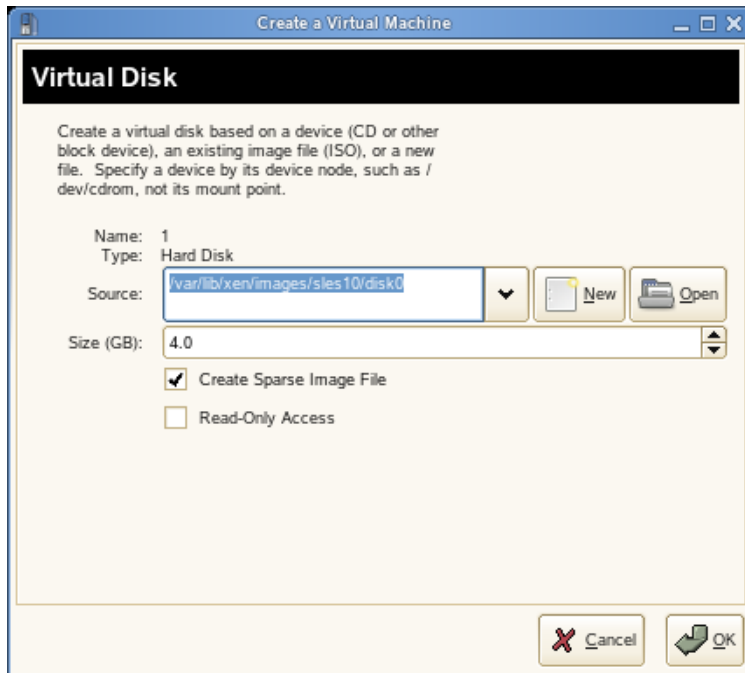 Create a Virtual Machine
Virtual Disk
Create a virtual disk based on a device (CD or other
block device), an existing image file (ISO), or a new
file.  Specify a device by its device node, such as /
dev/cdrom, not its mount point.
Name: 1
Type: Hard Disk
Source: /var/lib/xen/images/sles10/disk0 New Open
Size (GB): 4.0
Create Sparse Image File
Read-Only Access
Cancel OK